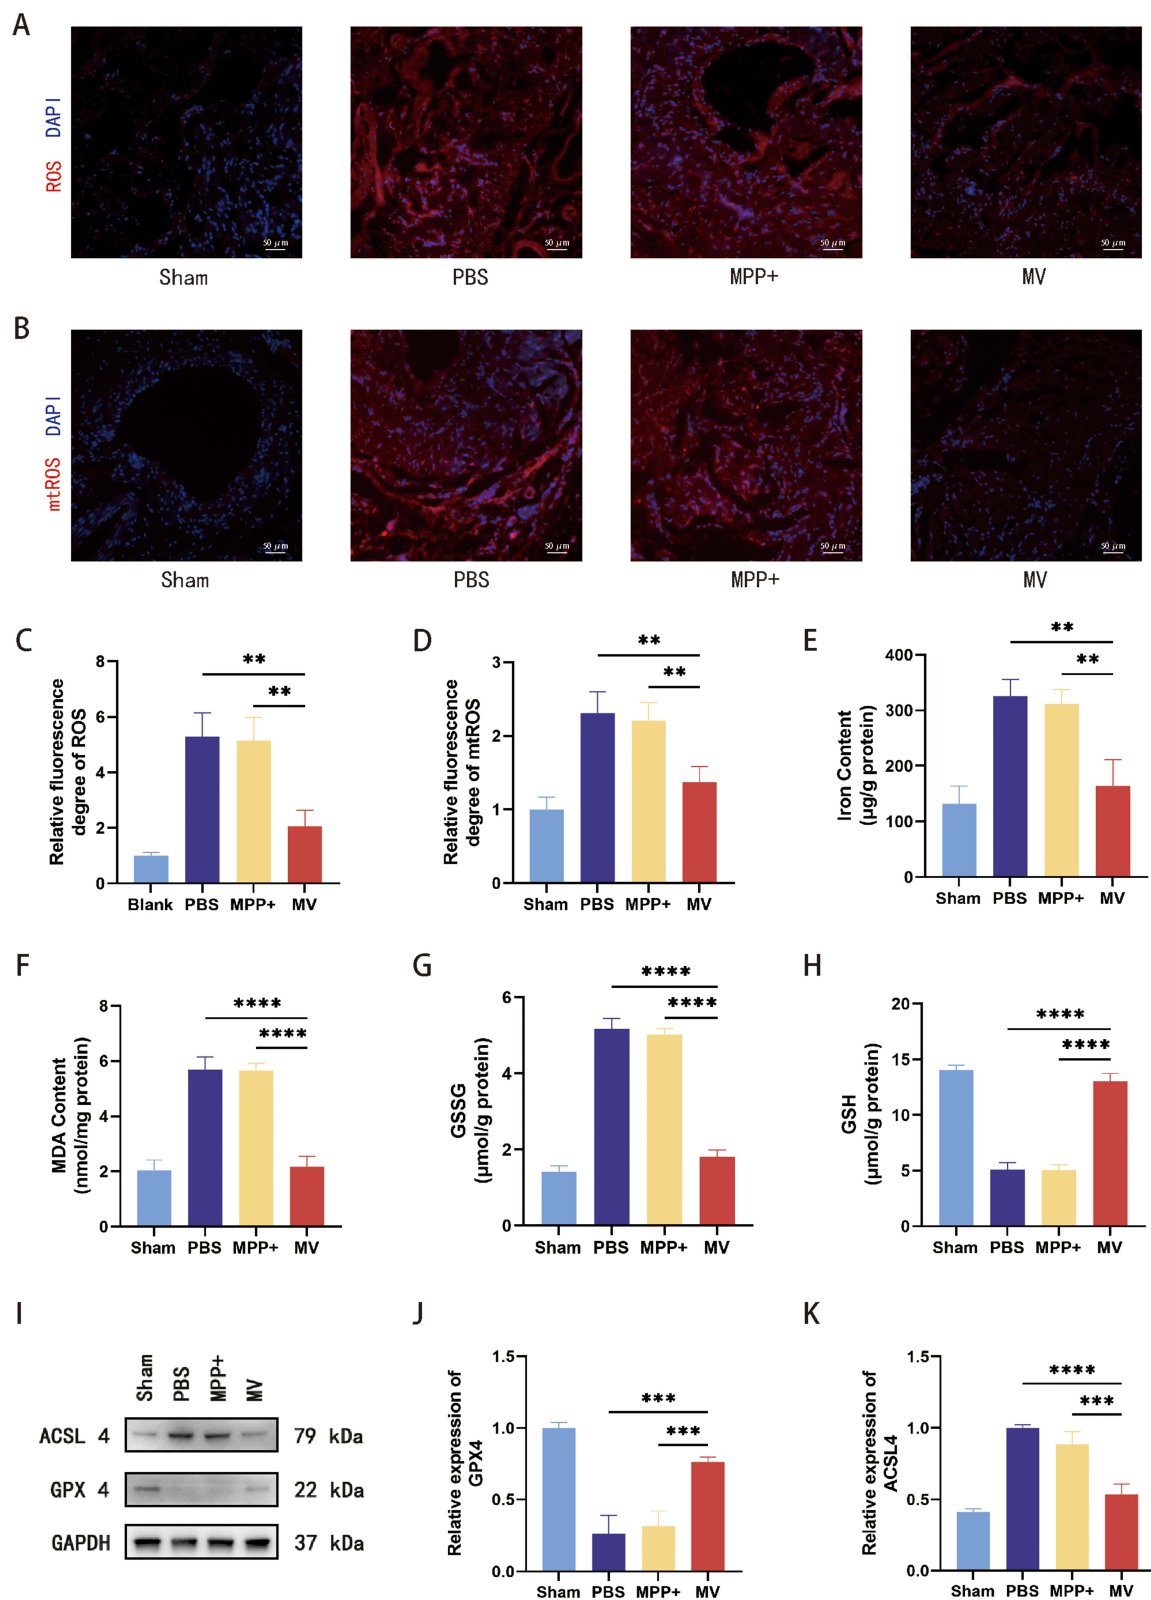 A
ROS DAPI
50 μm
50 μm
50 μm
50 μm
Sham
PBS
MPP+
MV
B
mtROS DAPI
50 μm
50 μm
50 μm
50 μm
Sham
PBS
MPP+
MV
C
Relative fluorescence
degree of ROS
8
6
4
2
0
**
**
Blank PBS MPP+ MV
D
Relative fluorescence
degree of mtROS
3
2
1
0
**
**
Sham PBS MPP+ MV
E
Iron Content
(μg/g protein)
400
300
200
100
0
**
**
Sham PBS MPP+ MV
F
MDA Content
(nmol/mg protein)
8
6
4
2
0
****
****
Sham PBS MPP+ MV
G
GSSG
(μmol/g protein)
6
4
2
0
****
****
Sham PBS MPP+ MV
H
GSH
(μmol/g protein)
20
15
10
5
0
****
****
Sham PBS MPP+ MV
I
Sham
PBS
MPP+
MV
ACSL 4 79 kDa
GPX 4 22 kDa
GAPDH 37 kDa
J
Relative expression of
GPX4
1.5
1.0
0.5
0.0
***
***
Sham PBS MPP+ MV
K
Relative expression of
ACSL4
1.5
1.0
0.5
0.0
****
***
Sham PBS MPP+ MV